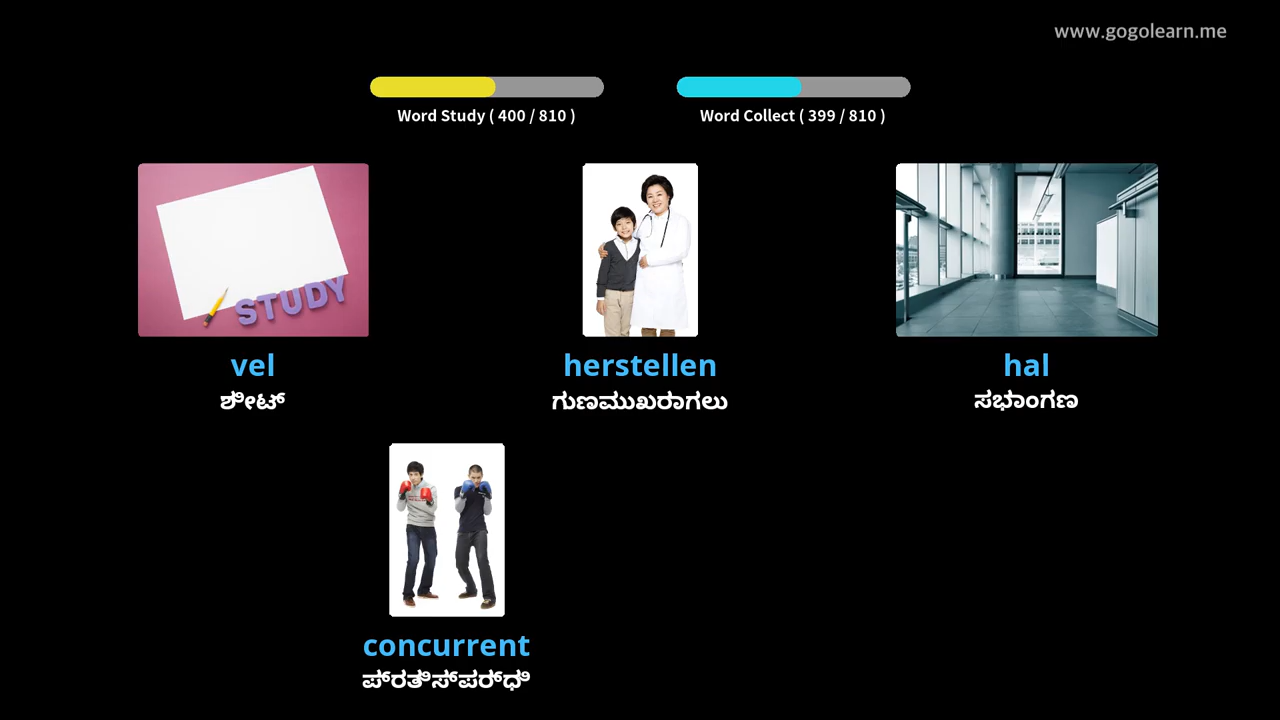 www.gogolearn.me
Word Study ( 400 / 810 )
Word Collect ( 399 / 810 )
STUDY
vel
ಶೀಟ್
herstellen
ಗುಣಮುಖರಾಗಲು
hal
ಸಭಾಂಗಣ
concurrent
ಪ್ರತಿಸ್ಪರ್ಧಿ